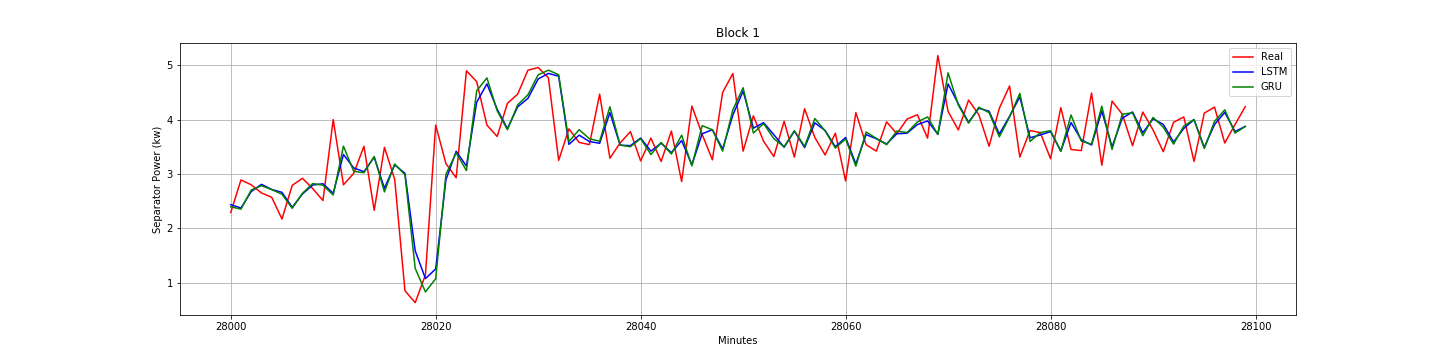 Block 1
Real
LSTM
GRU
Separator Power (kw)
5
4
3
2
1
28000
28020
28040
28060
28080
28100
Minutes